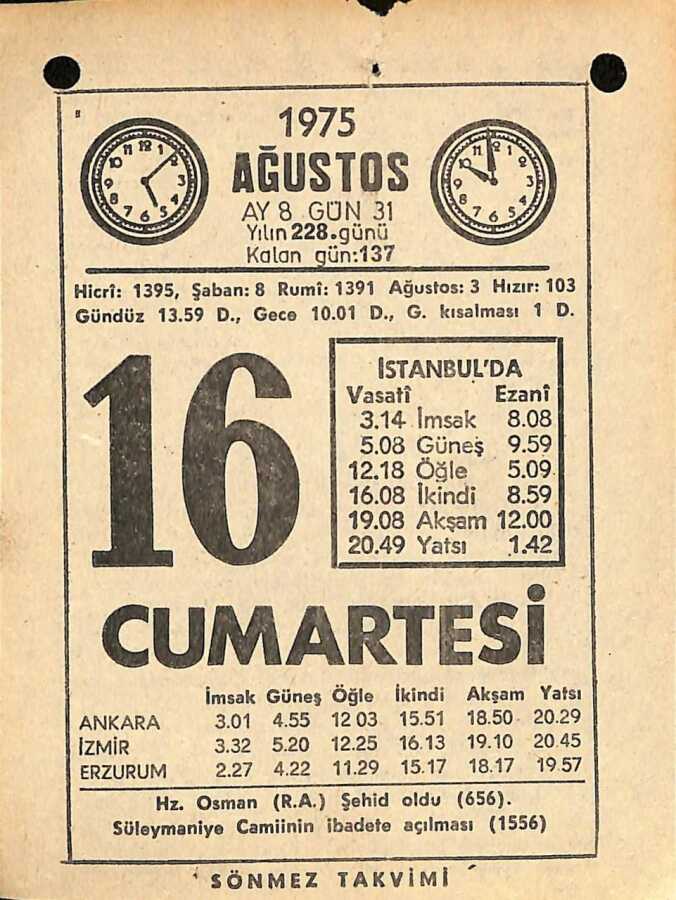 1975
AĞUSTOS
AY 8 GÜN 31
Yılın 228.günü
Kalan gün:137
Hicrî: 1395, Şaban: 8 Rumî: 1391 Ağustos: 3 Hızır: 103
Gündüz 13.59 D., Gece 10.01 D., G. kısalması 1 D.
16
İSTANBUL'DA
Vasatî Ezanî
3.14 İmsak 8.08
5.08 Güneş 9.59
12.18 Öğle 5.09
16.08 İkindi 8.59
19.08 Akşam 12.00
20.49 Yatsı 1.42
CUMARTESİ
İmsak Güneş Öğle İkindi Akşam Yatsı
ANKARA 3.01 4.55 12 03 15.51 18.50 20.29
İZMİR 3.32 5.20 12.25 16.13 19.10 20.45
ERZURUM 2.27 4.22 11.29 15.17 18.17 19.57
Hz. Osman (R.A.) Şehid oldu (656).
Süleymaniye Camiinin ibadete açılması (1556)
SÖNMEZ TAKVİMİ